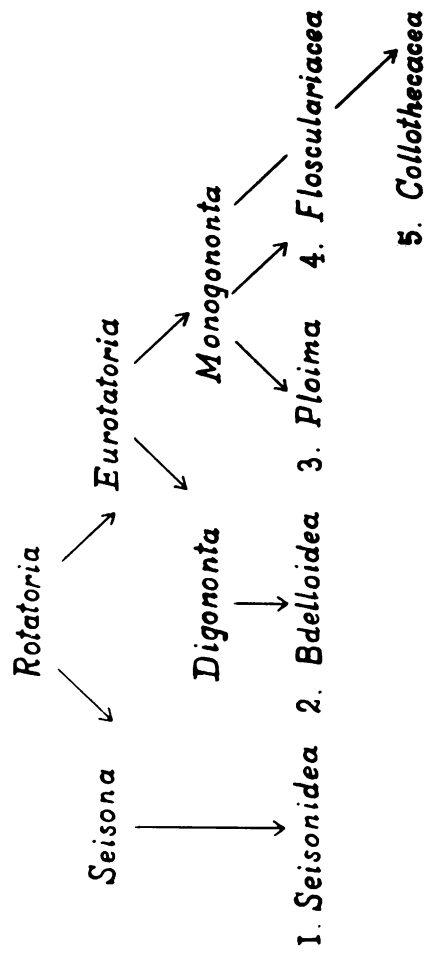 Rotatoria
Seisona Eurotatoria
Digononta Monogononta
1. Seisonidea 2. Bdelloidea 3. Ploima 4. Flosculariacea
5. Collothecacea